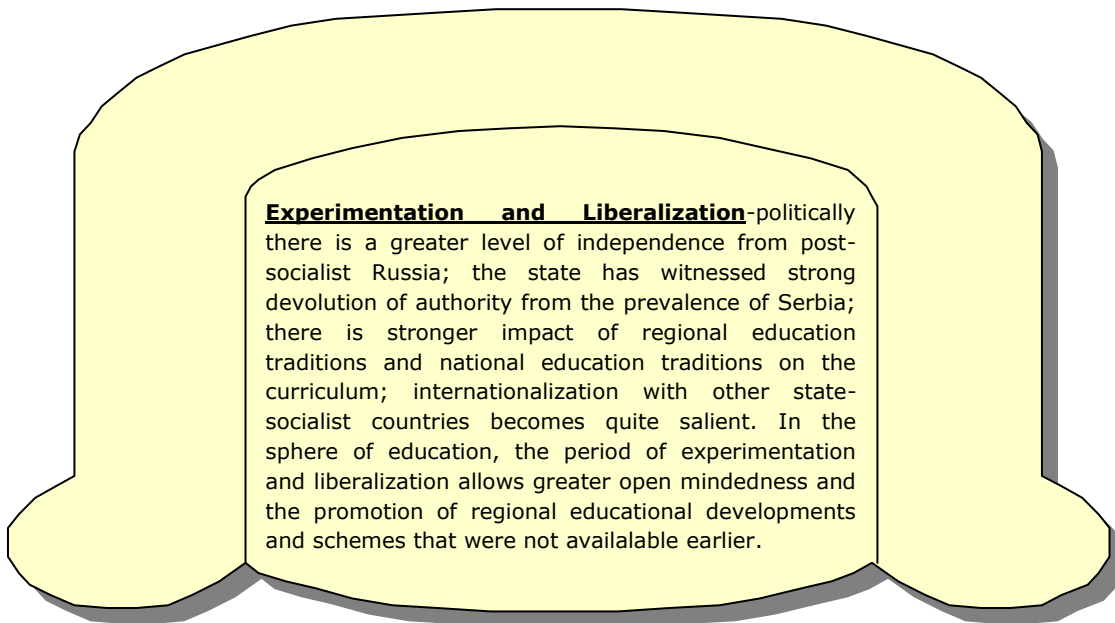 Experimentation and Liberalization-politically
there is a greater level of independence from post-
socialist Russia; the state has witnessed strong
devolution of authority from the prevalence of Serbia;
there is stronger impact of regional education
traditions and national education traditions on the
curriculum; internationalization with other state-
socialist countries becomes quite salient. In the
sphere of education, the period of experimentation
and liberalization allows greater open mindedness and
the promotion of regional educational developments
and schemes that were not availalable earlier.